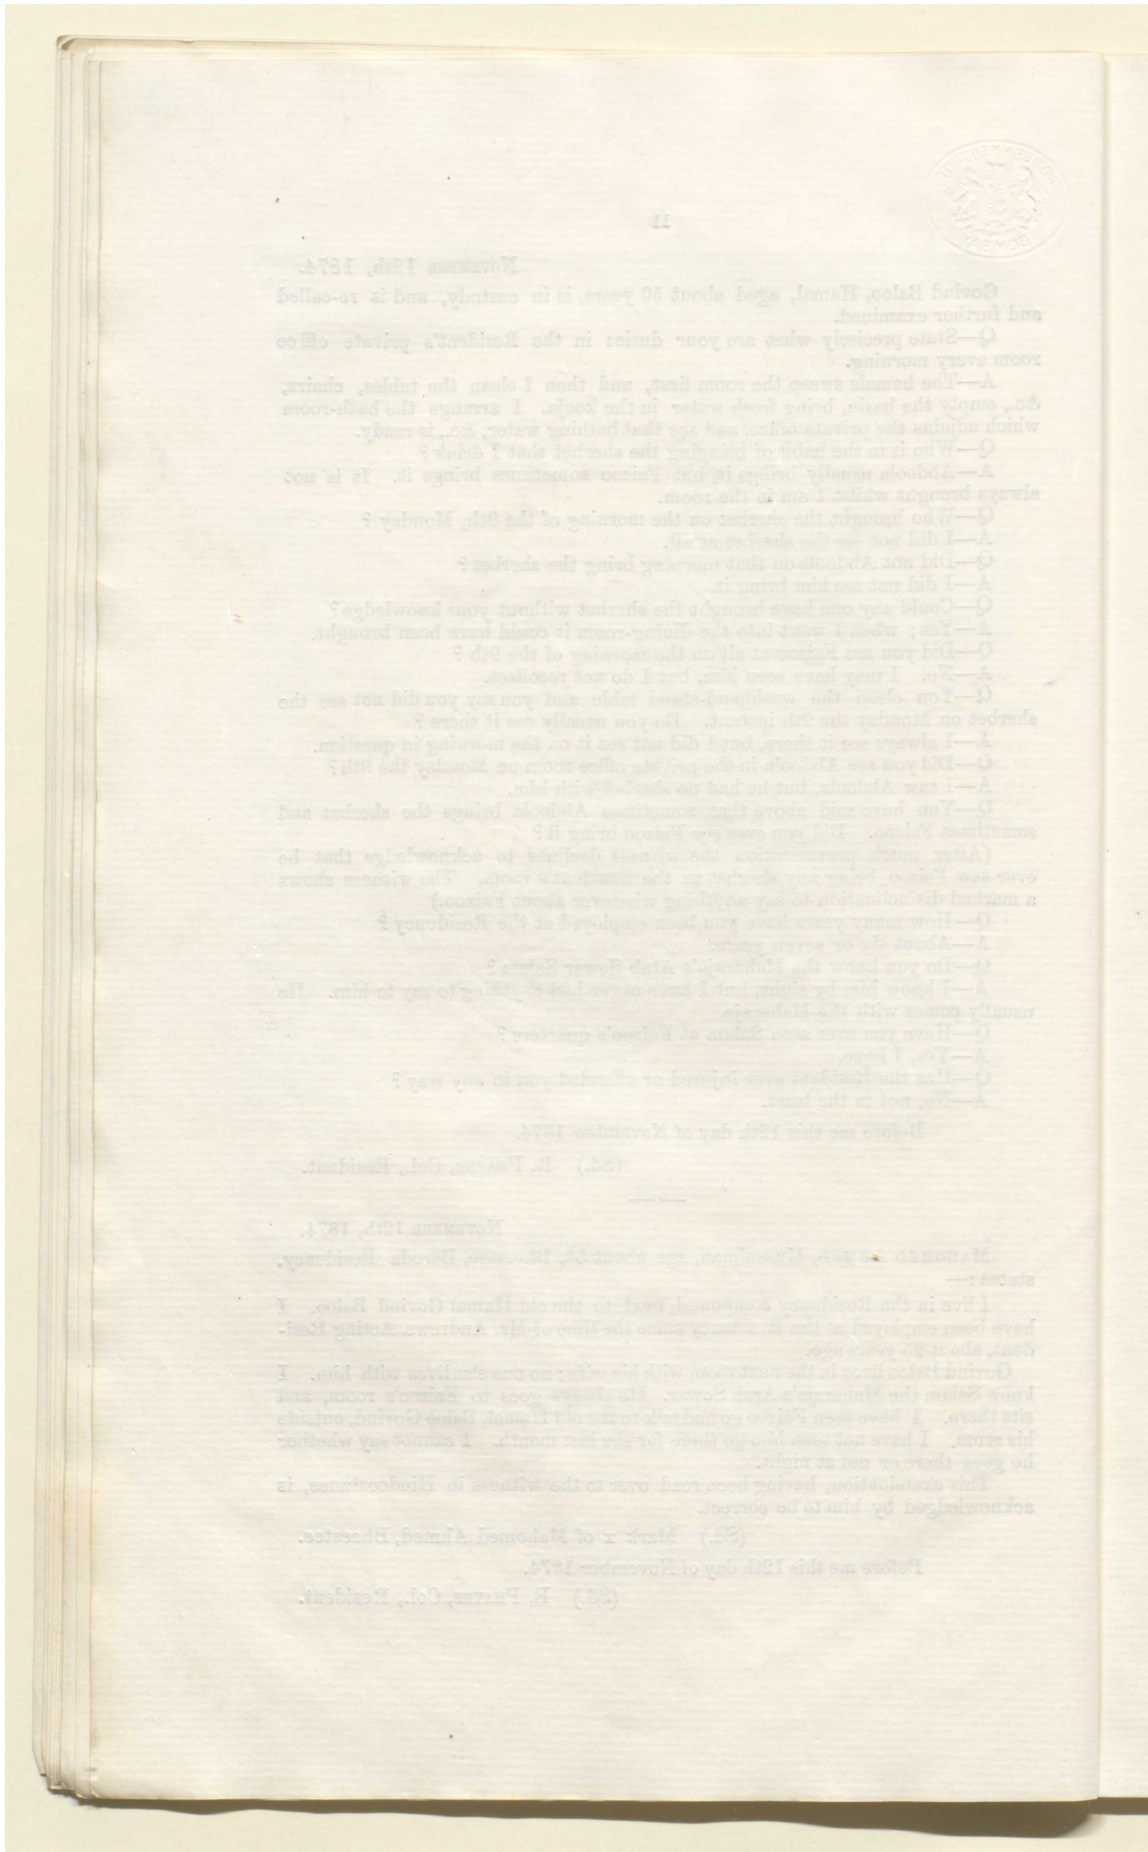 11
NOVEMBER 12th, 1874.
Govind Baloo, Hamal, aged about 50 years, is in custody, and is re-called
and further examined.
Q—State precisely what are your duties in the Resident's private office
room every morning.
A—The hamals sweep the room first, and then I clean the tables, chairs,
&c., empty the basin, bring fresh water in the kooja. I arrange the bath-room
which adjoins the private office, and see that bathing water, &c., is ready.
Q—Who is in the habit of bringing the sherbet that I drink?
A—Abdoola usually brings it, but Faizoo sometimes brings it. It is not
always brought whilst I am in the room.
Q—Who brought the sherbet on the morning of the 9th, Monday?
A—I did not see the sherbet at all.
Q—Did not Abdoola on that morning bring the sherbet?
A—I did not see him bring it.
Q—Could any one have brought the sherbet without your knowledge?
A—Yes; when I went into the dining-room it could have been brought.
Q—Did you see Faizoo at all on the morning of the 9th?
A—No. I may have seen him, but I do not recollect.
Q—You clean the washhand-stand table and you say you did not see the
sherbet on Monday the 9th instant. Do you usually see it there?
A—I always see it there, but I did not see it on the morning in question.
Q—Did you see Abdoola in the private office room on Monday the 9th?
A—I saw Abdoola, but he had no sherbet with him.
Q—You have said above that sometimes Abdoola brings the sherbet and
sometimes Faizoo. Did you ever see Faizoo bring it?
(After much prevarication the witness declines to acknowledge that he
ever saw Faizoo bring any sherbet to the Resident's room. The witness shows
a marked disinclination to say anything whatever about Faizoo.)
Q—How many years have you been employed at the Residency?
A—About six or seven years.
Q—Do you know the Maharaja's Arab Sowar Salam?
A—I know him by sight, but I have never had anything to say to him. He
usually comes with the Maharaja.
Q—Have you ever seen Salam at Faizoo's quarters?
A—Yes, I have.
Q—Has the Resident ever injured or offended you in any way?
A—No, not in the least.
Before me this 12th day of November 1874.
(Sd.) R. PHAYRE, Col., Resident.
NOVEMBER 12th, 1874.
MAHOMED AHMED, Mussulman, age about 50, Bheestee, Baroda Residency,
states:—
I live in the Residency compound, next to the old Hamal Govind Baloo. I
have been employed at the Residency since the time of Mr. Andrews, Acting Resi-
dent, about 25 years ago.
Govind Baloo lives in the next room with his wife; no one else lives with him. I
know Salam the Maharaja's Arab Sowar. He always goes to Faizoo's room, and
sits there. I have seen Faizoo go and talk to the old Hamal, Baloo Govind, outside
his room. I have not seen him go there for the last month. I cannot say whether
he goes there or not at night.
This examination, having been read over to the witness in Hindoostanee, is
acknowledged by him to be correct.
(Sd.) Mark x of Mahomed Ahmed, Bheestee.
Before me this 12th day of November 1874.
(Sd.) R. PHAYRE, Col., Resident.
BOMBAY